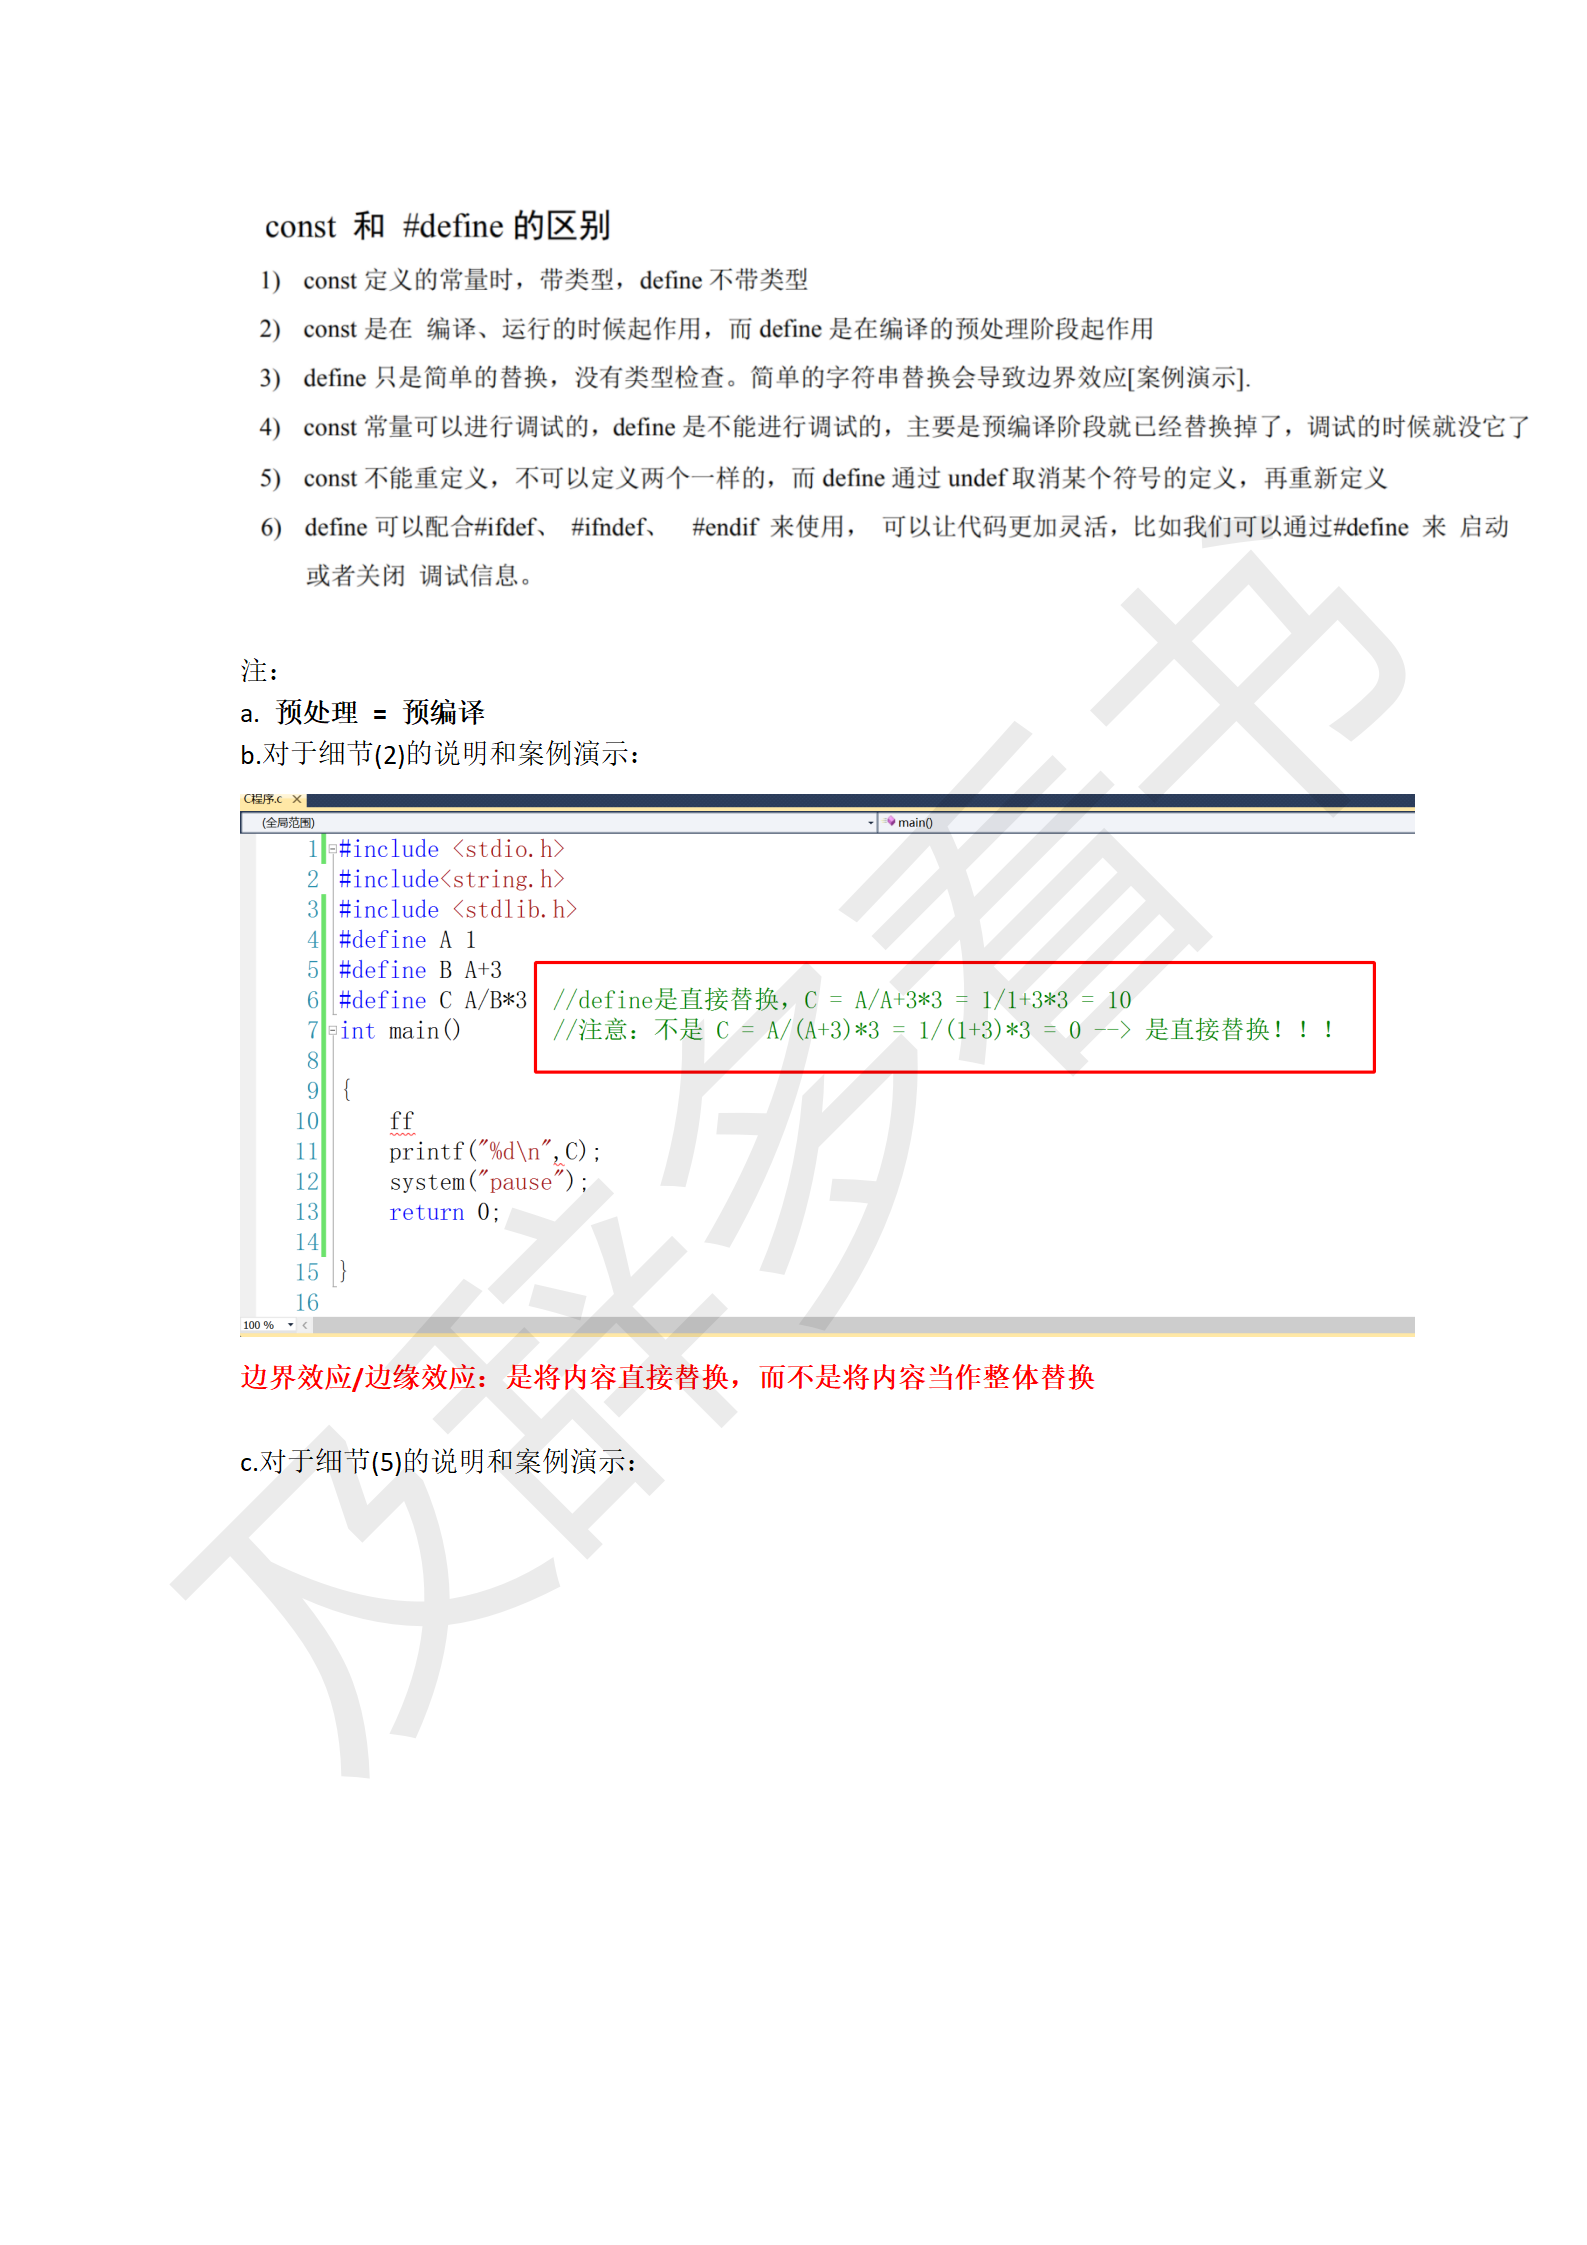 const 和 #define 的区别
1) const 定义的常量时，带类型，define 不带类型
2) const 是在 编译、运行的时候起作用，而 define 是在编译的预处理阶段起作用
3) define 只是简单的替换，没有类型检查。简单的字符串替换会导致边界效应[案例演示].
4) const 常量可以进行调试的，define 是不能进行调试的，主要是预编译阶段就已经替换掉了，调试的时候就没它了
5) const 不能重定义，不可以定义两个一样的，而 define 通过 undef 取消某个符号的定义，再重新定义
6) define 可以配合#ifdef、 #ifndef、 #endif 来使用， 可以让代码更加灵活，比如我们可以通过#define 来 启动
或者关闭 调试信息。
注：
a. 预处理 = 预编译
b.对于细节(2)的说明和案例演示：
C程序.c
(全局范围) main()
1 #include <stdio.h>
2 #include<string.h>
3 #include <stdlib.h>
4 #define A 1
5 #define B A+3
6 #define C A/B*3 //define是直接替换，C = A/A+3*3 = 1/1+3*3 = 10
7 int main() //注意：不是 C = A/(A+3)*3 = 1/(1+3)*3 = 0 --> 是直接替换！！！
8
9 {
10 ff
11 printf("%d\n",C);
12 system("pause");
13 return 0;
14
15 }
16
100 %
边界效应/边缘效应：是将内容直接替换，而不是将内容当作整体替换
c.对于细节(5)的说明和案例演示：
及辞多看书